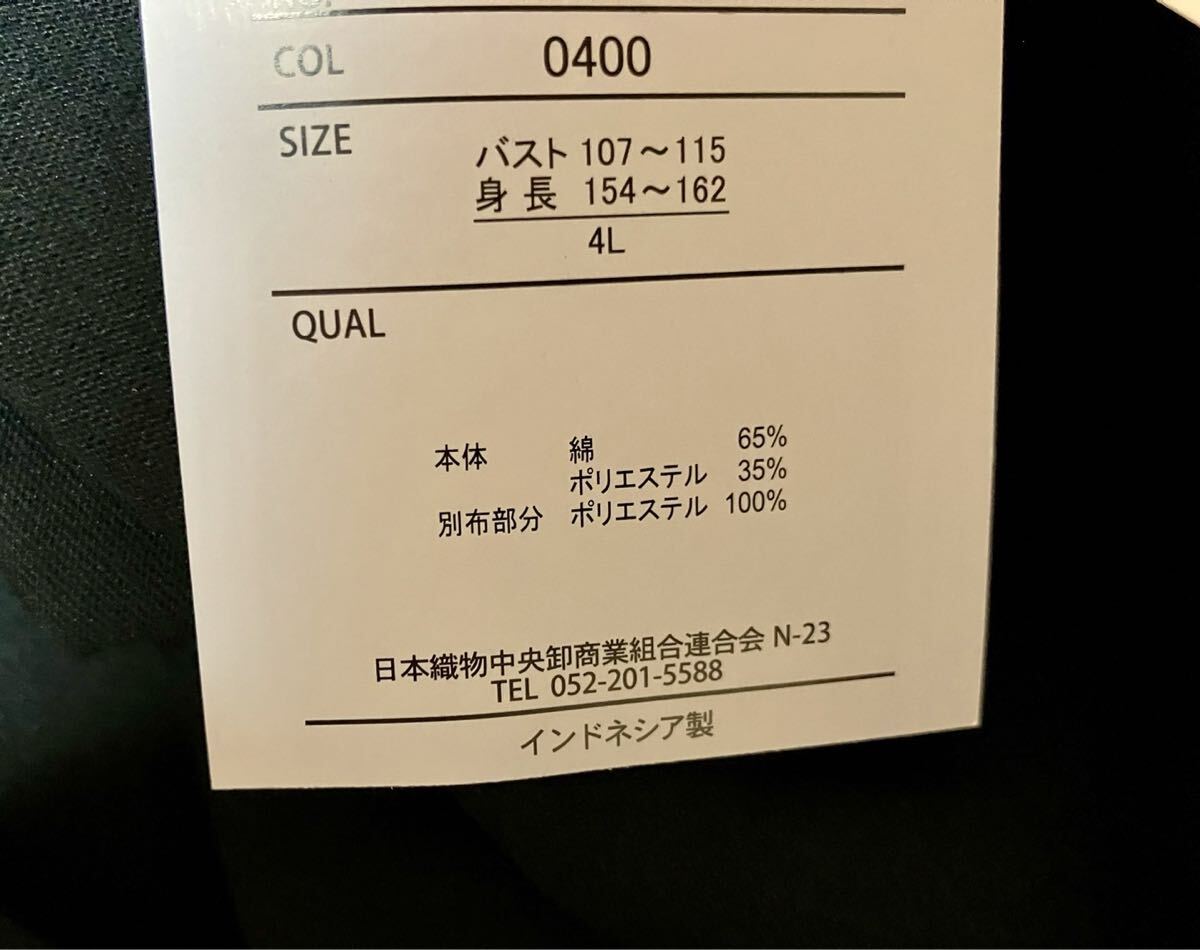 COL 0400
SIZE
バスト 107～115
身 長 154～162
4L
QUAL
本体 綿 65%
ポリエステル 35%
別布部分 ポリエステル 100%
日本織物中央卸商業組合連合会 N-23
TEL 052-201-5588
インドネシア製